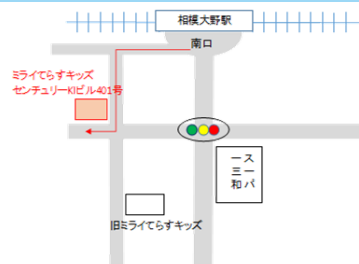 相模大野駅
南口
ミライてらすキッズ
センチュリーKIビル401号
スーパー
三和
旧ミライてらすキッズ